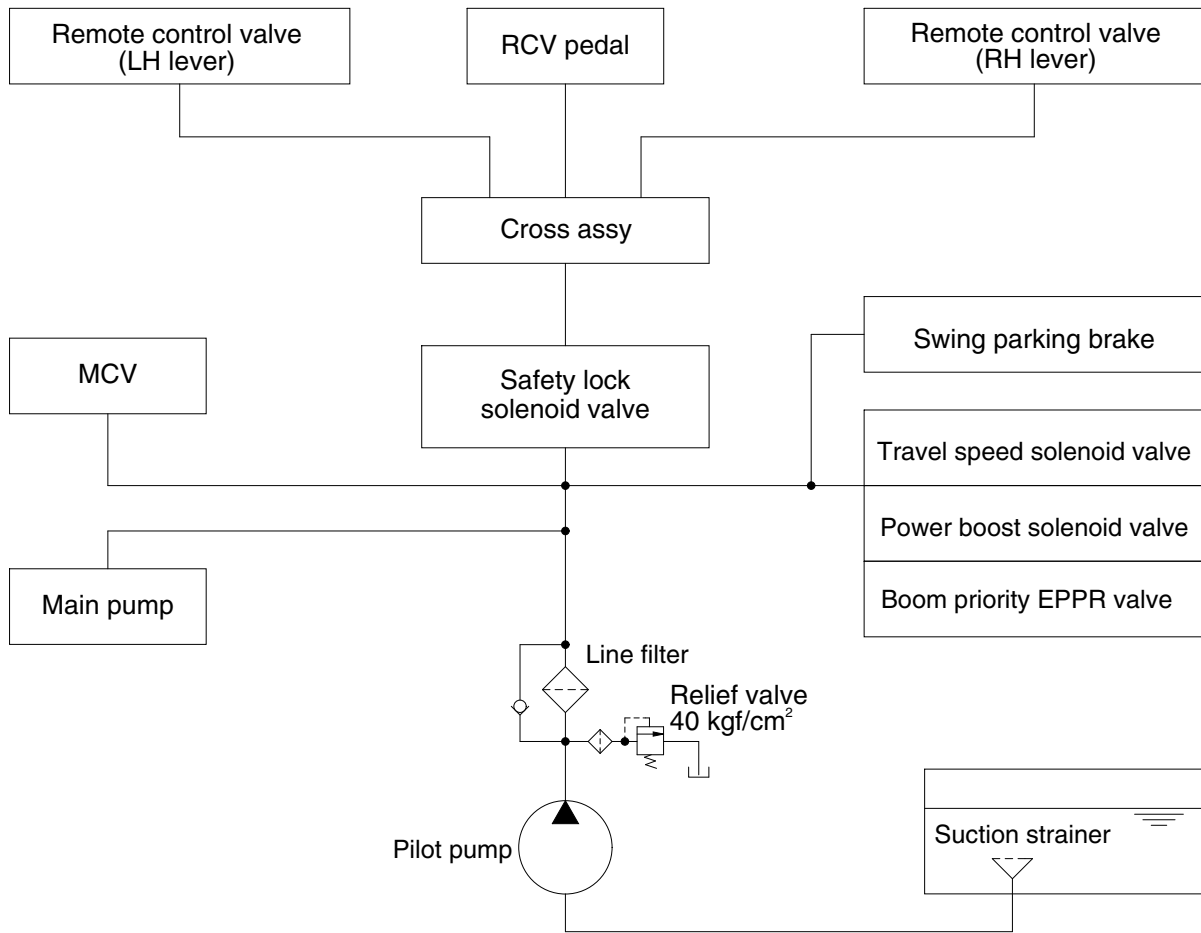 Remote control valve
(LH lever)
RCV pedal
Remote control valve
(RH lever)
Cross assy
Swing parking brake
MCV
Safety lock
solenoid valve
Travel speed solenoid valve
Power boost solenoid valve
Main pump
Boom priority EPPR valve
Line filter
Relief valve
40 kgf/cm²
Pilot pump
Suction strainer